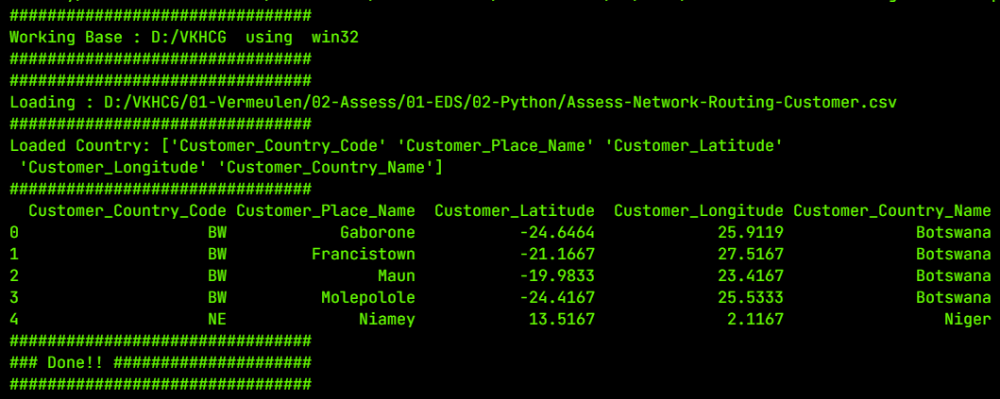 ################################
Working Base : D:/VKHCG  using  win32
################################
################################
Loading : D:/VKHCG/01-Vermeulen/02-Assess/01-EDS/02-Python/Assess-Network-Routing-Customer.csv
################################
Loaded Country: ['Customer_Country_Code' 'Customer_Place_Name' 'Customer_Latitude'
 'Customer_Longitude' 'Customer_Country_Name']
################################
  Customer_Country_Code Customer_Place_Name  Customer_Latitude  Customer_Longitude Customer_Country_Name
0                    BW            Gaborone           -24.6464             25.9119              Botswana
1                    BW         Francistown           -21.1667             27.5167              Botswana
2                    BW                Maun           -19.9833             23.4167              Botswana
3                    BW          Molepolole           -24.4167             25.5333              Botswana
4                    NE              Niamey            13.5167              2.1167                 Niger
################################
### Done!! #####################
################################